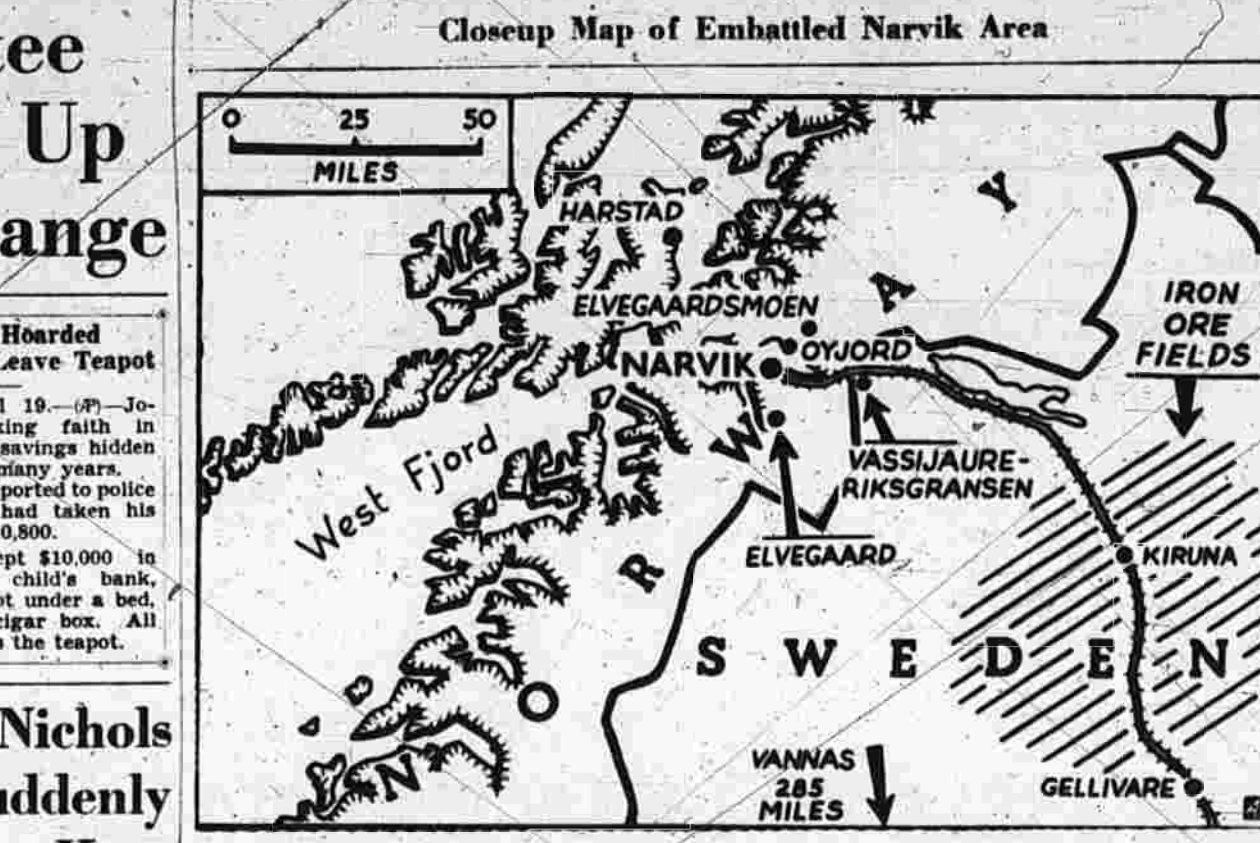 tee
Up
ange
Hoarded
Leave Teapot
l 19.—(AP)—Jo-
king faith in
savings hidden
many years.
ported to police
had taken his
0,800.
ept $10,000 in
child's bank,
ot under a bed,
cigar box. All
s the teapot.
Nichols
uddenly
Closeup Map of Embattled Narvik Area
0 25 50
MILES
HARSTAD
ELVEGAARDSMOEN
NARVIK
OYJORD
IRON
ORE
FIELDS
West Fjord
VASSIJAURE-
RIKSGRANSEN
ELVEGAARD
KIRUNA
NORWAY
SWEDEN
VANNAS
285
MILES
GELLIVARE